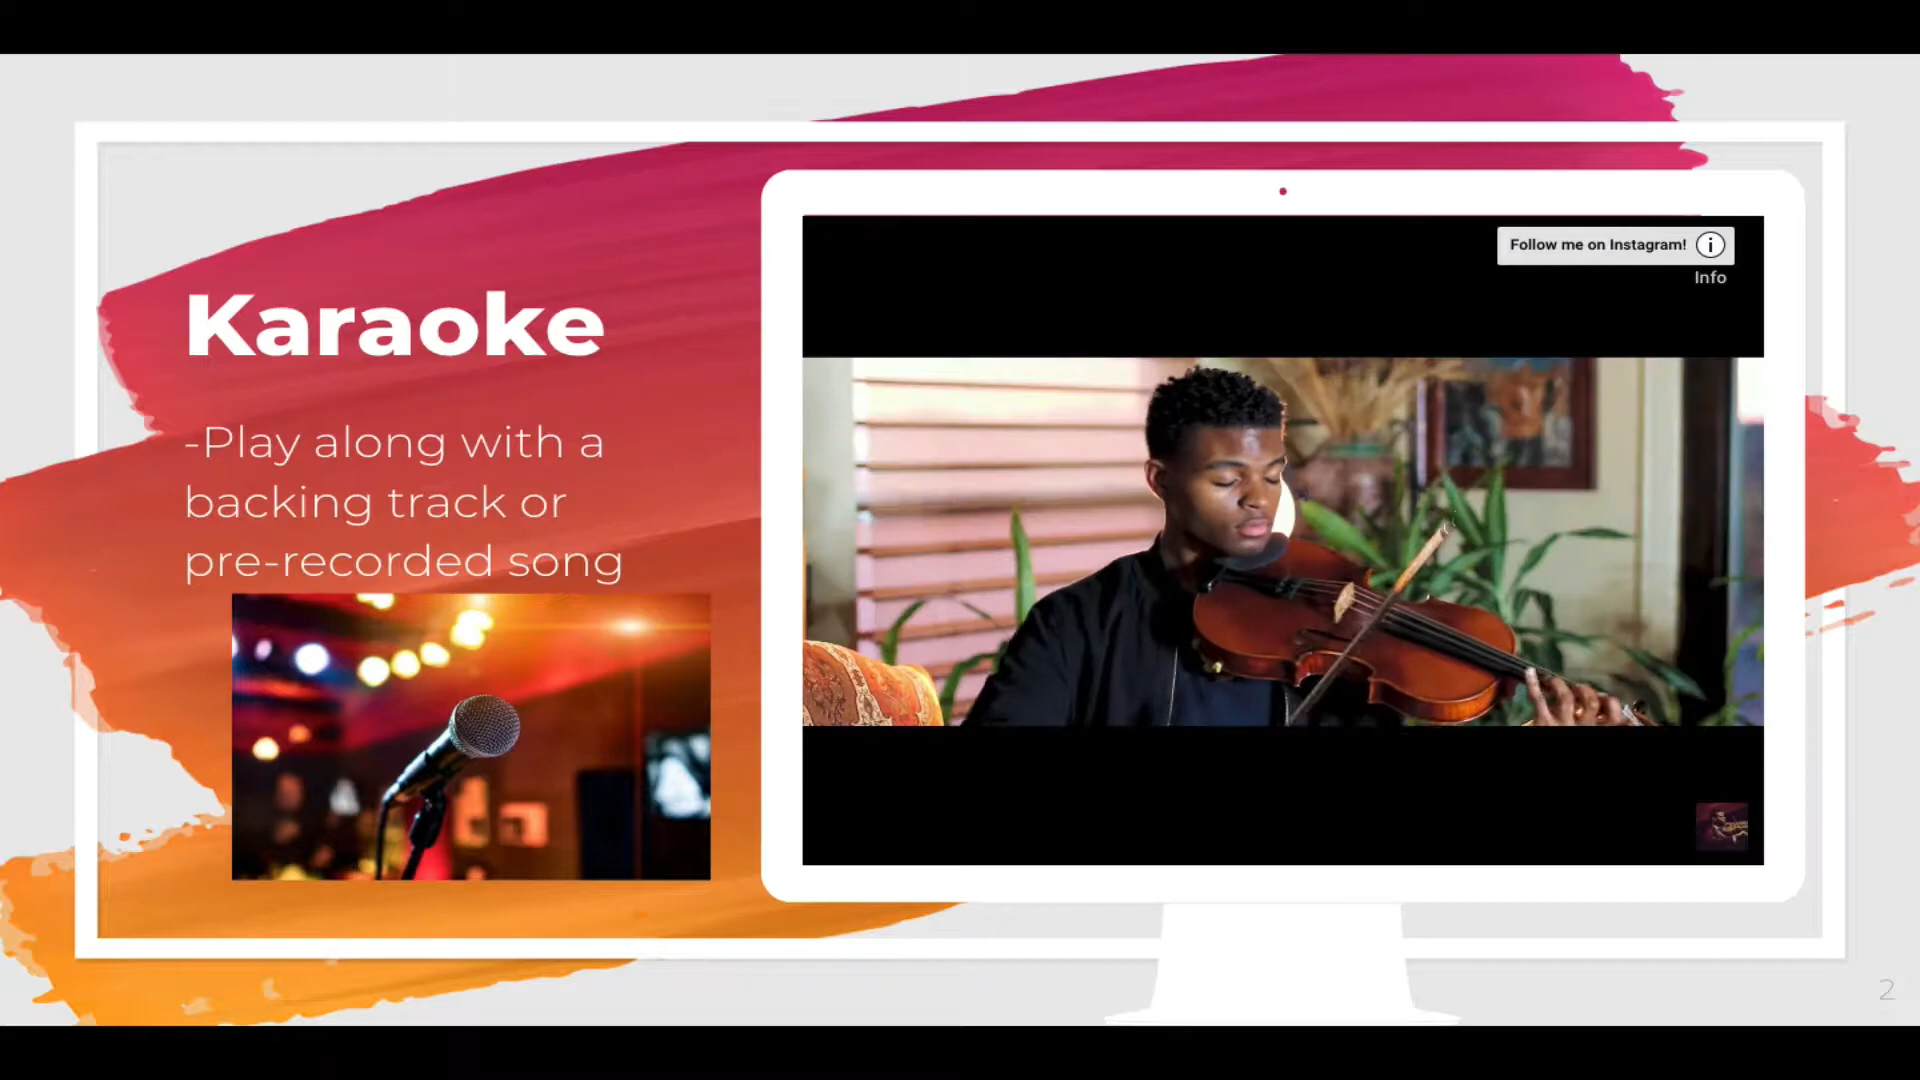 Follow me on Instagram! i
Info
Karaoke
-Play along with a
backing track or
pre-recorded song
2